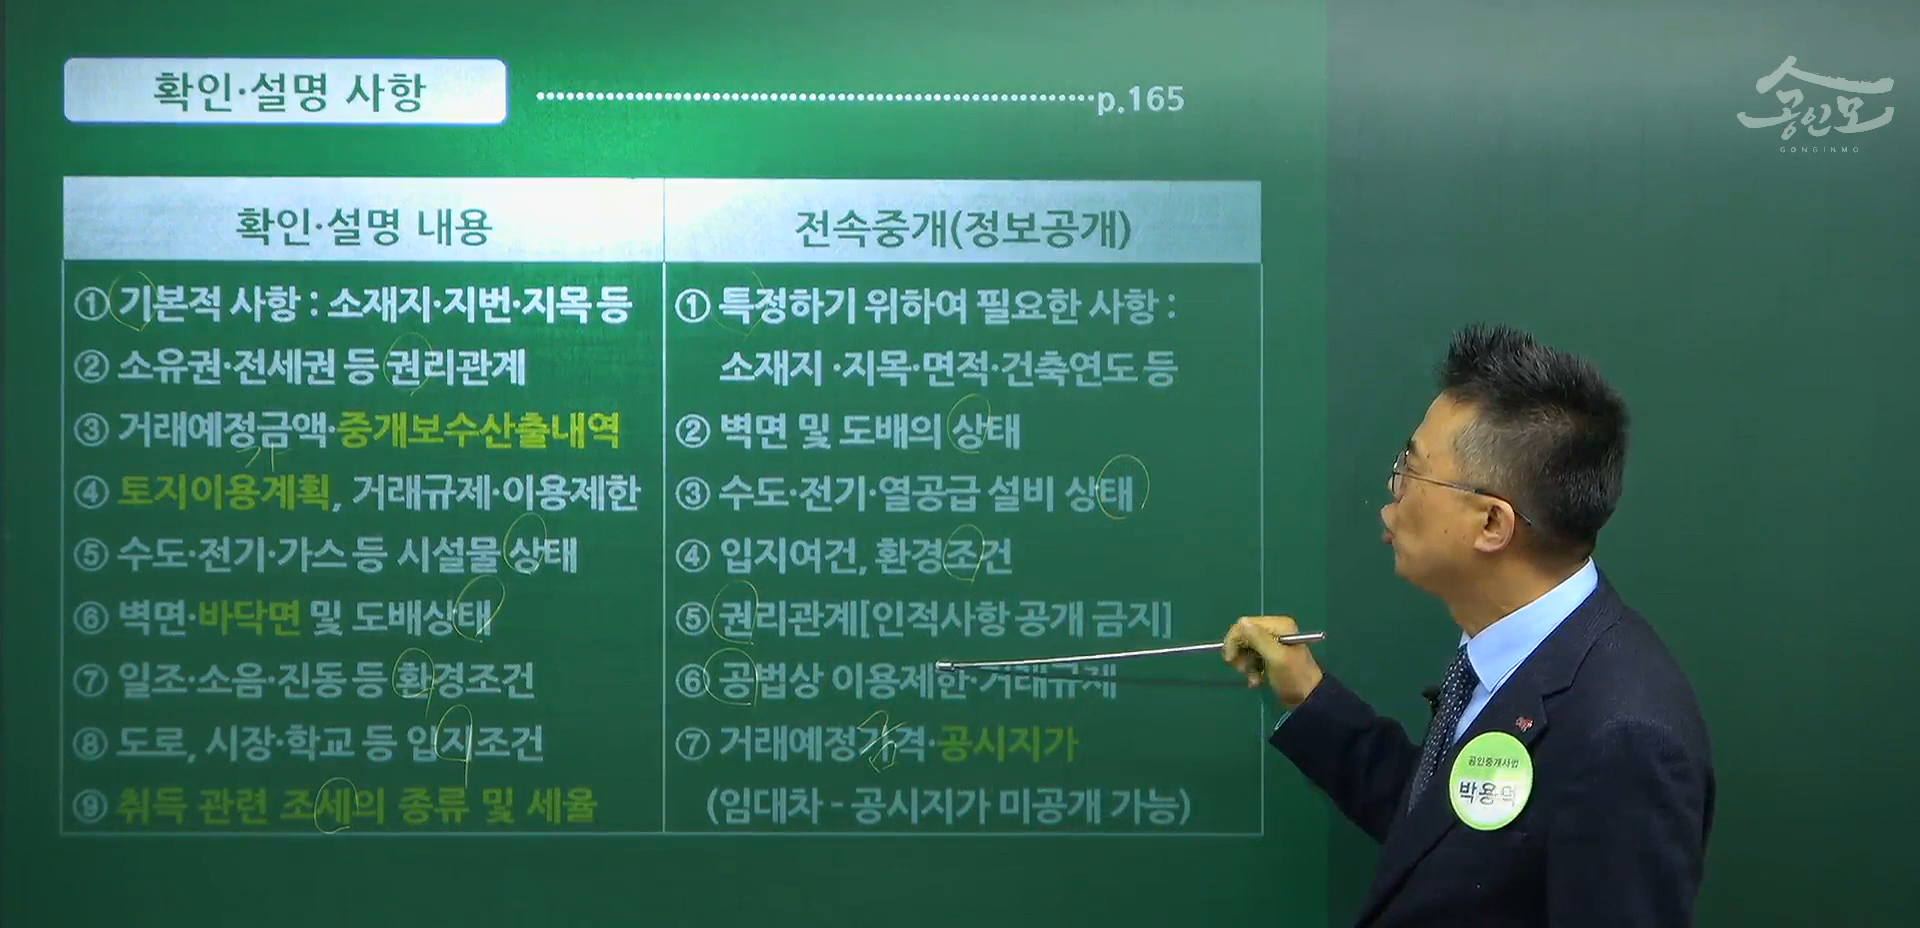 확인·설명 사항 p.165
공인모
GONGINMO
확인·설명 내용
① 기본적 사항 : 소재지·지번·지목 등
② 소유권·전세권 등 권리관계
③ 거래예정금액·중개보수산출내역
④ 토지이용계획, 거래규제·이용제한
⑤ 수도·전기·가스 등 시설물 상태
⑥ 벽면·바닥면 및 도배상태
⑦ 일조·소음·진동 등 환경조건
⑧ 도로, 시장·학교 등 입지조건
⑨ 취득 관련 조세의 종류 및 세율
전속중개(정보공개)
① 특정하기 위하여 필요한 사항 :
소재지 ·지목·면적·건축연도 등
② 벽면 및 도배의 상태
③ 수도·전기·열공급 설비 상태
④ 입지여건, 환경조건
⑤ 권리관계[인적사항 공개 금지]
⑥ 공법상 이용제한·거래규제
⑦ 거래예정가격·공시지가
(임대차 - 공시지가 미공개 가능)
공인중개사법
박용